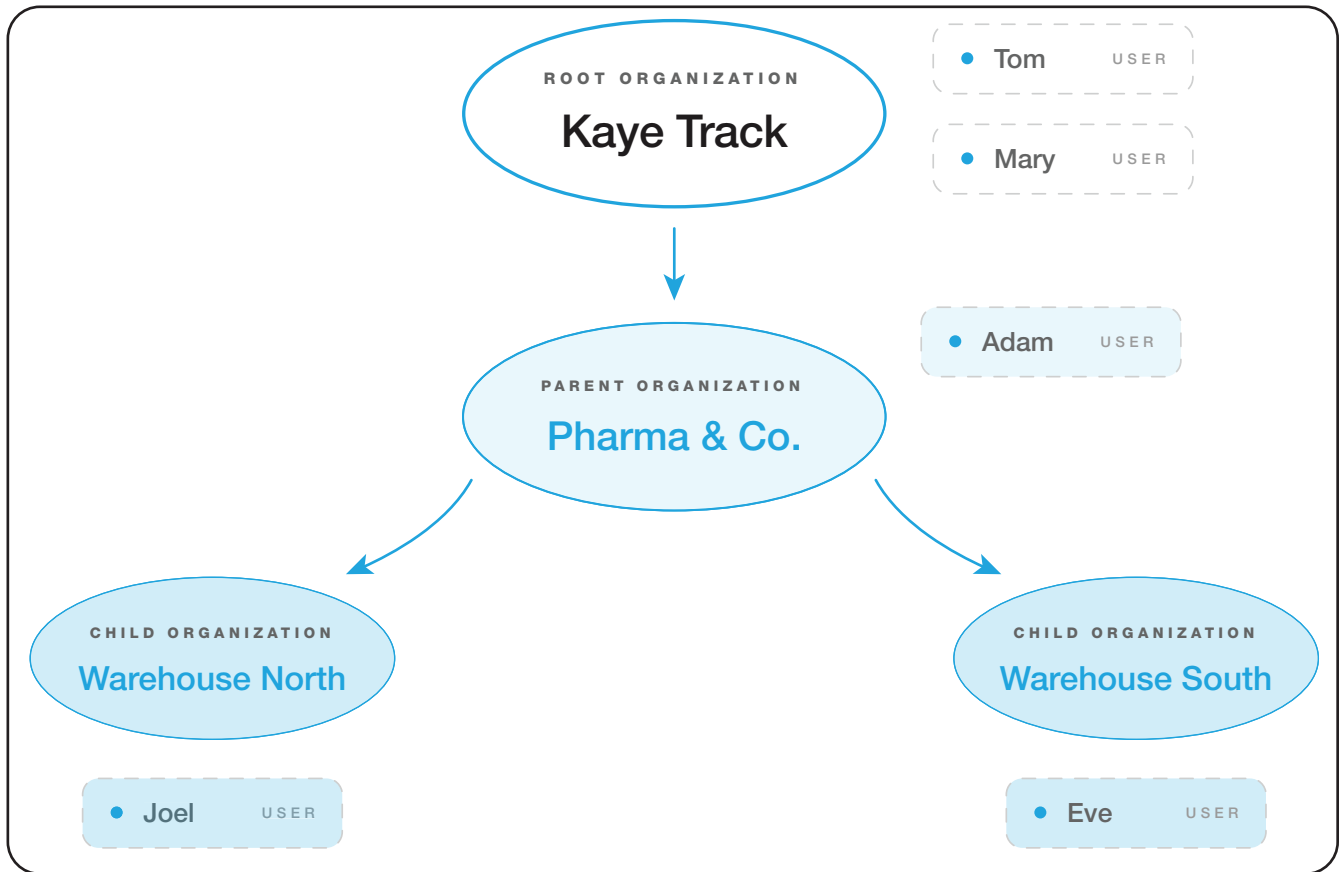 ROOT ORGANIZATION
Kaye Track
Tom USER
Mary USER
PARENT ORGANIZATION
Pharma & Co.
Adam USER
CHILD ORGANIZATION
Warehouse North
Joel USER
CHILD ORGANIZATION
Warehouse South
Eve USER